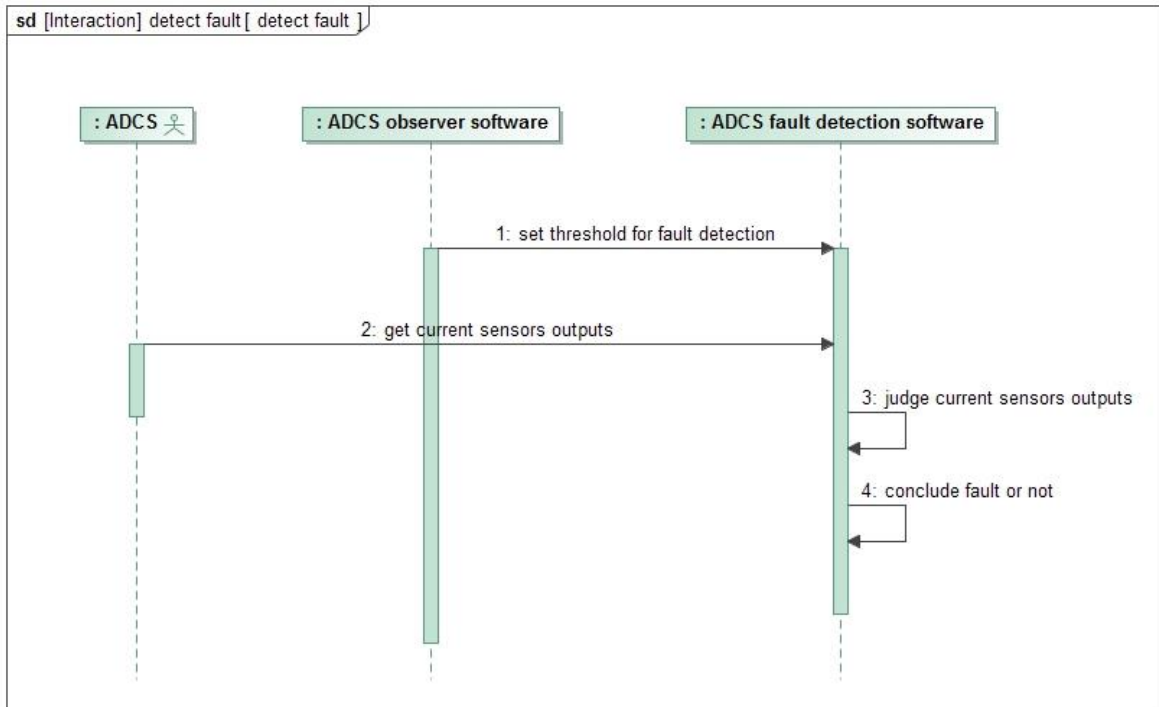 sd [Interaction] detect fault [ detect fault ]
: ADCS
: ADCS observer software
: ADCS fault detection software
1: set threshold for fault detection
2: get current sensors outputs
3: judge current sensors outputs
4: conclude fault or not